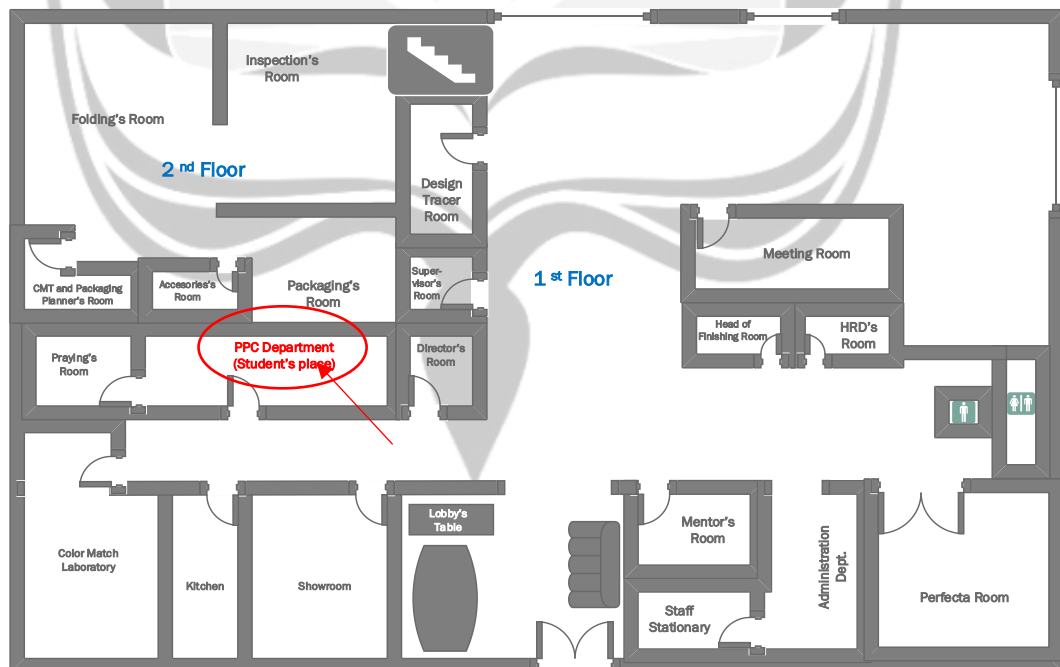 Inspection's
Room
Folding's Room
2 nd Floor
Design
Tracer
Room
Meeting Room
1 st Floor
Super-
visor's
Room
CMT and Packaging
Planner's Room
Accesories's
Room
Packaging's
Room
Head of
Finishing Room
HRD's
Room
Praying's
Room
PPC Department
(Student's place)
Director's
Room
Lobby's
Table
Mentor's
Room
Color Match
Laboratory
Kitchen
Showroom
Administration
Dept.
Staff
Stationary
Perfecta Room